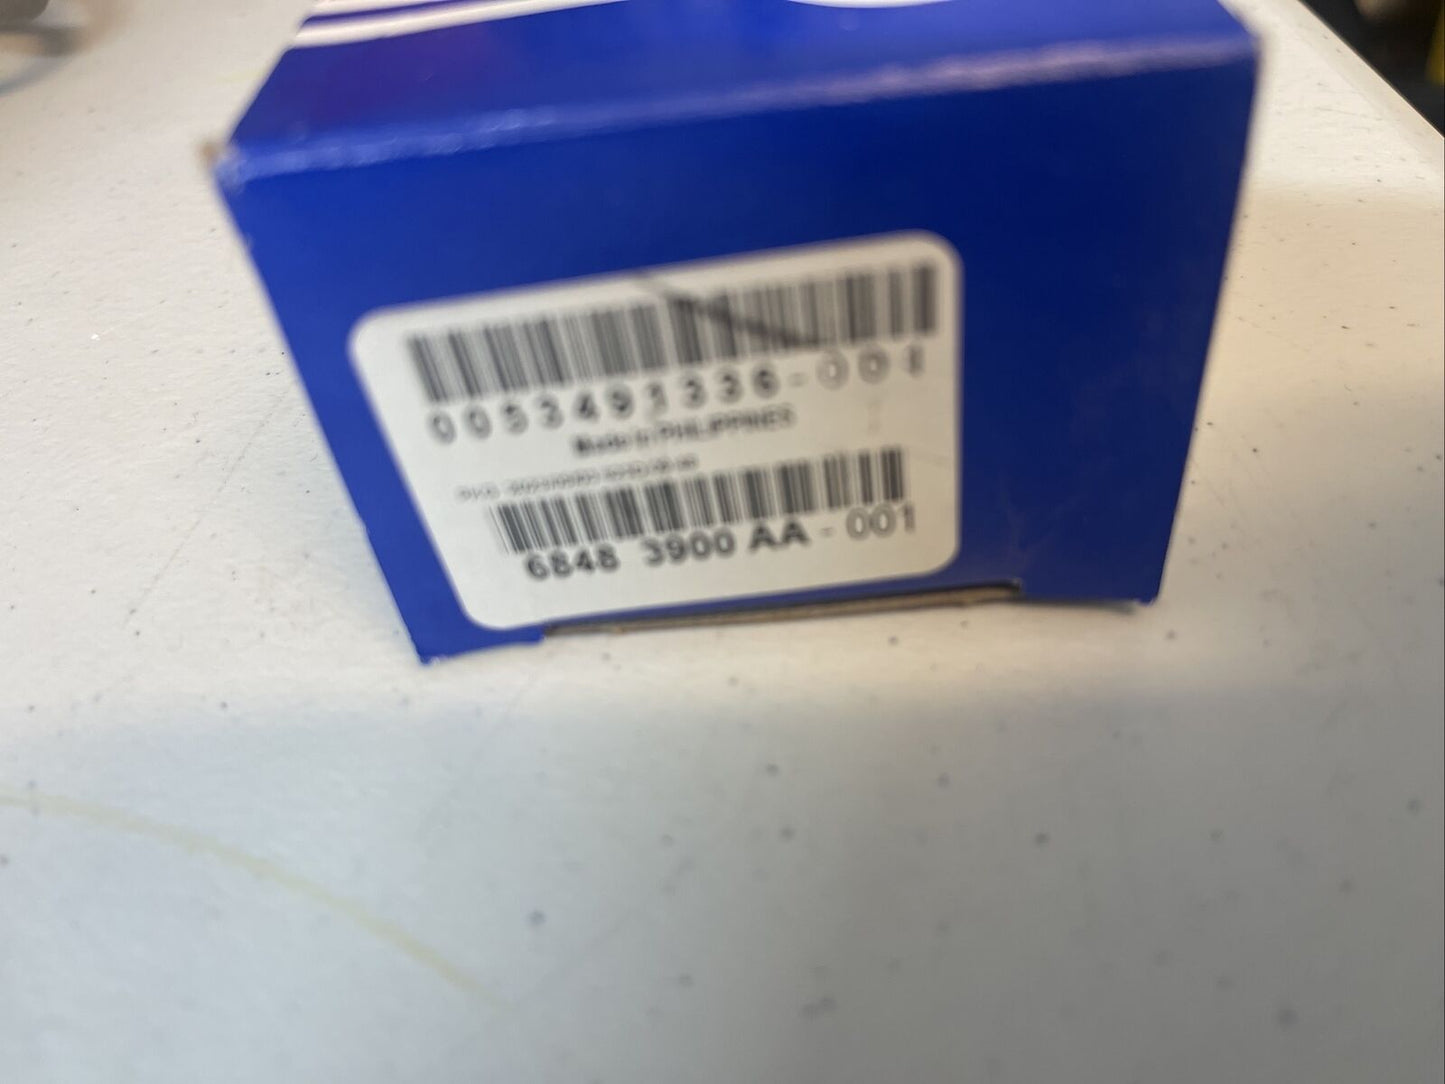 0053491336-001
Made in PHILIPPINES
6848 3900 AA - 001